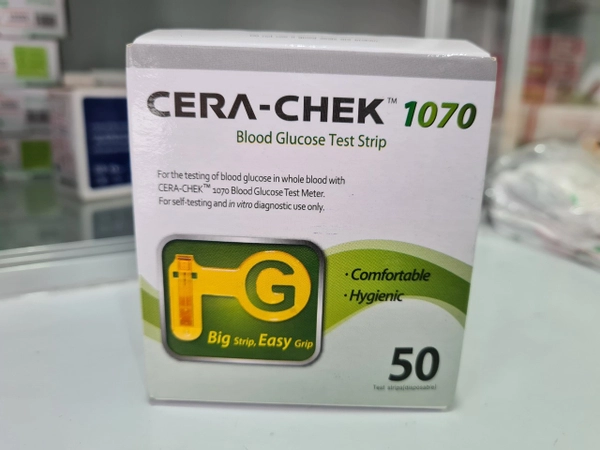 CERA-CHEK™ 1070
Blood Glucose Test Strip
For the testing of blood glucose in whole blood with
CERA-CHEK™ 1070 Blood Glucose Test Meter.
For self-testing and in vitro diagnostic use only.
G
Big Strip, Easy Grip
· Comfortable
· Hygienic
50